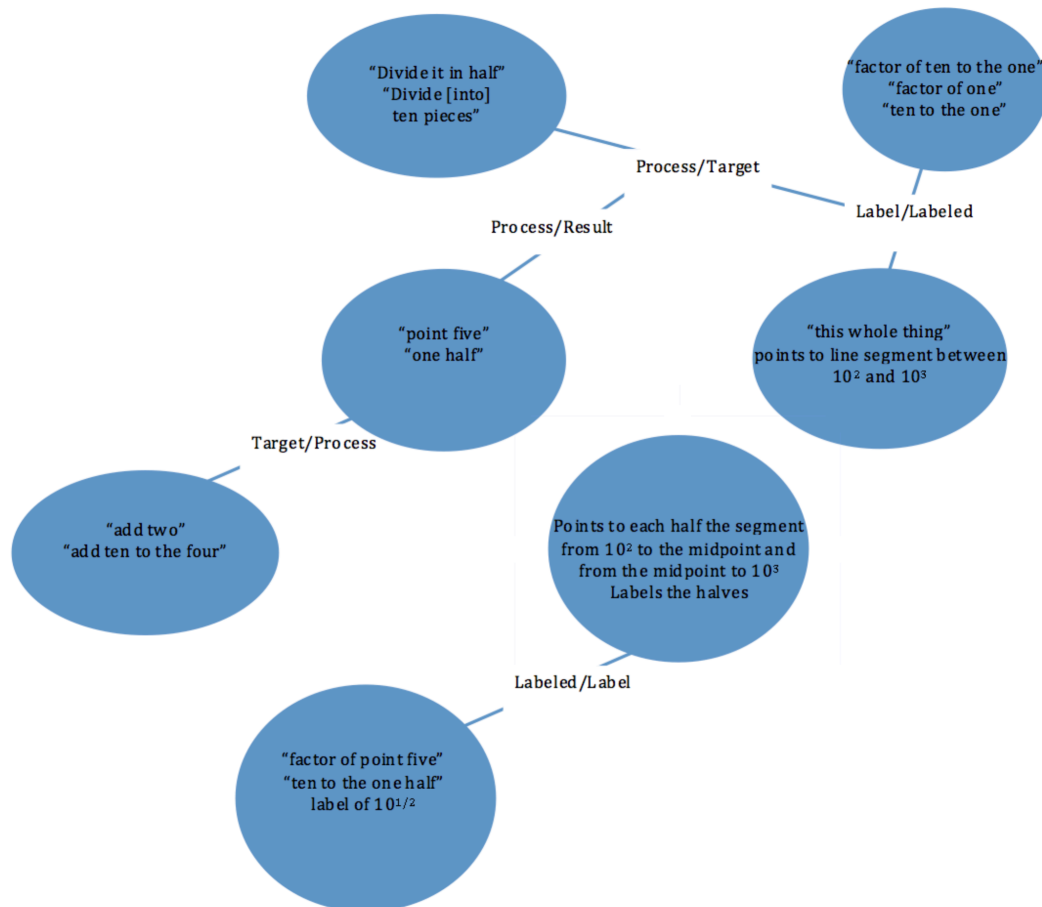 “Divide it in half”
“Divide [into]
ten pieces”
“factor of ten to the one”
“factor of one”
“ten to the one”
Process/Target
Label/Labeled
Process/Result
“point five”
“one half”
“this whole thing”
points to line segment between
10² and 10³
Target/Process
“add two”
“add ten to the four”
Points to each half the segment
from 10² to the midpoint and
from the midpoint to 10³
Labels the halves
Labeled/Label
“factor of point five”
“ten to the one half”
label of 10¹/²